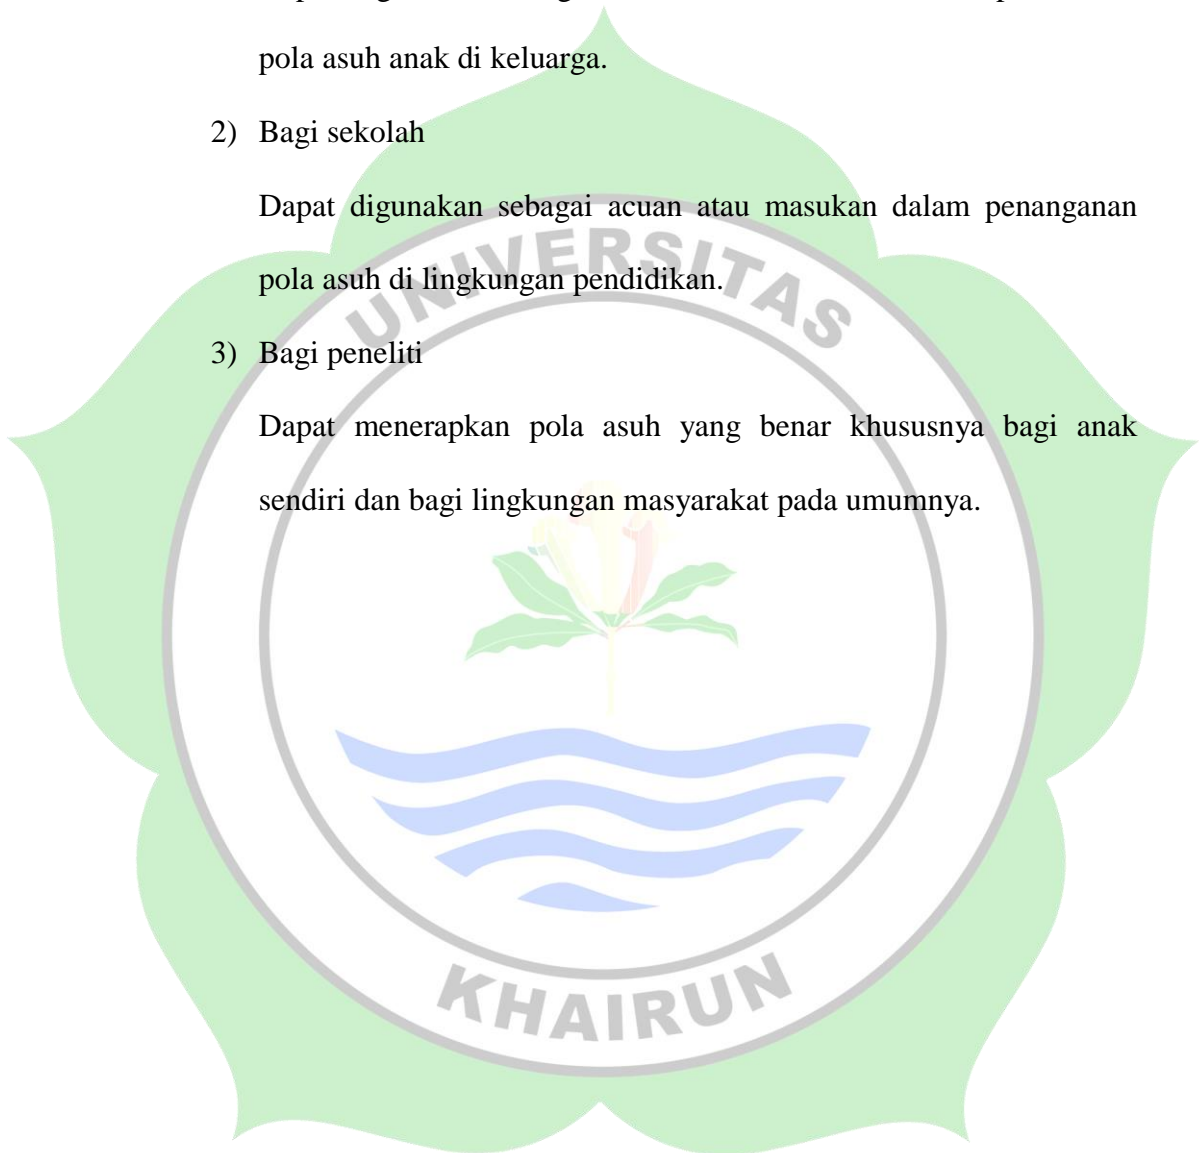 pola asuh anak di keluarga.
2) Bagi sekolah
Dapat digunakan sebagai acuan atau masukan dalam penanganan
pola asuh di lingkungan pendidikan.
3) Bagi peneliti
Dapat menerapkan pola asuh yang benar khususnya bagi anak
sendiri dan bagi lingkungan masyarakat pada umumnya.
UNIVERSITAS
KHAIRUN